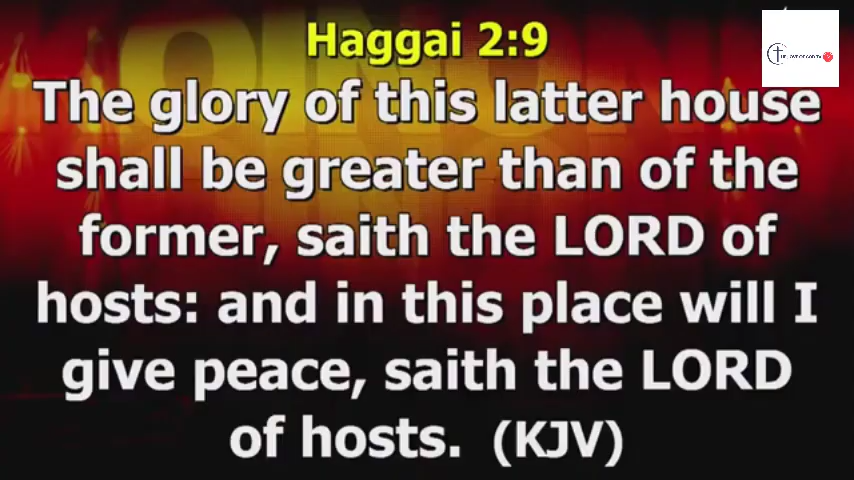 Haggai 2:9
The glory of this latter house
shall be greater than of the
former, saith the LORD of
hosts: and in this place will I
give peace, saith the LORD
of hosts. (KJV)